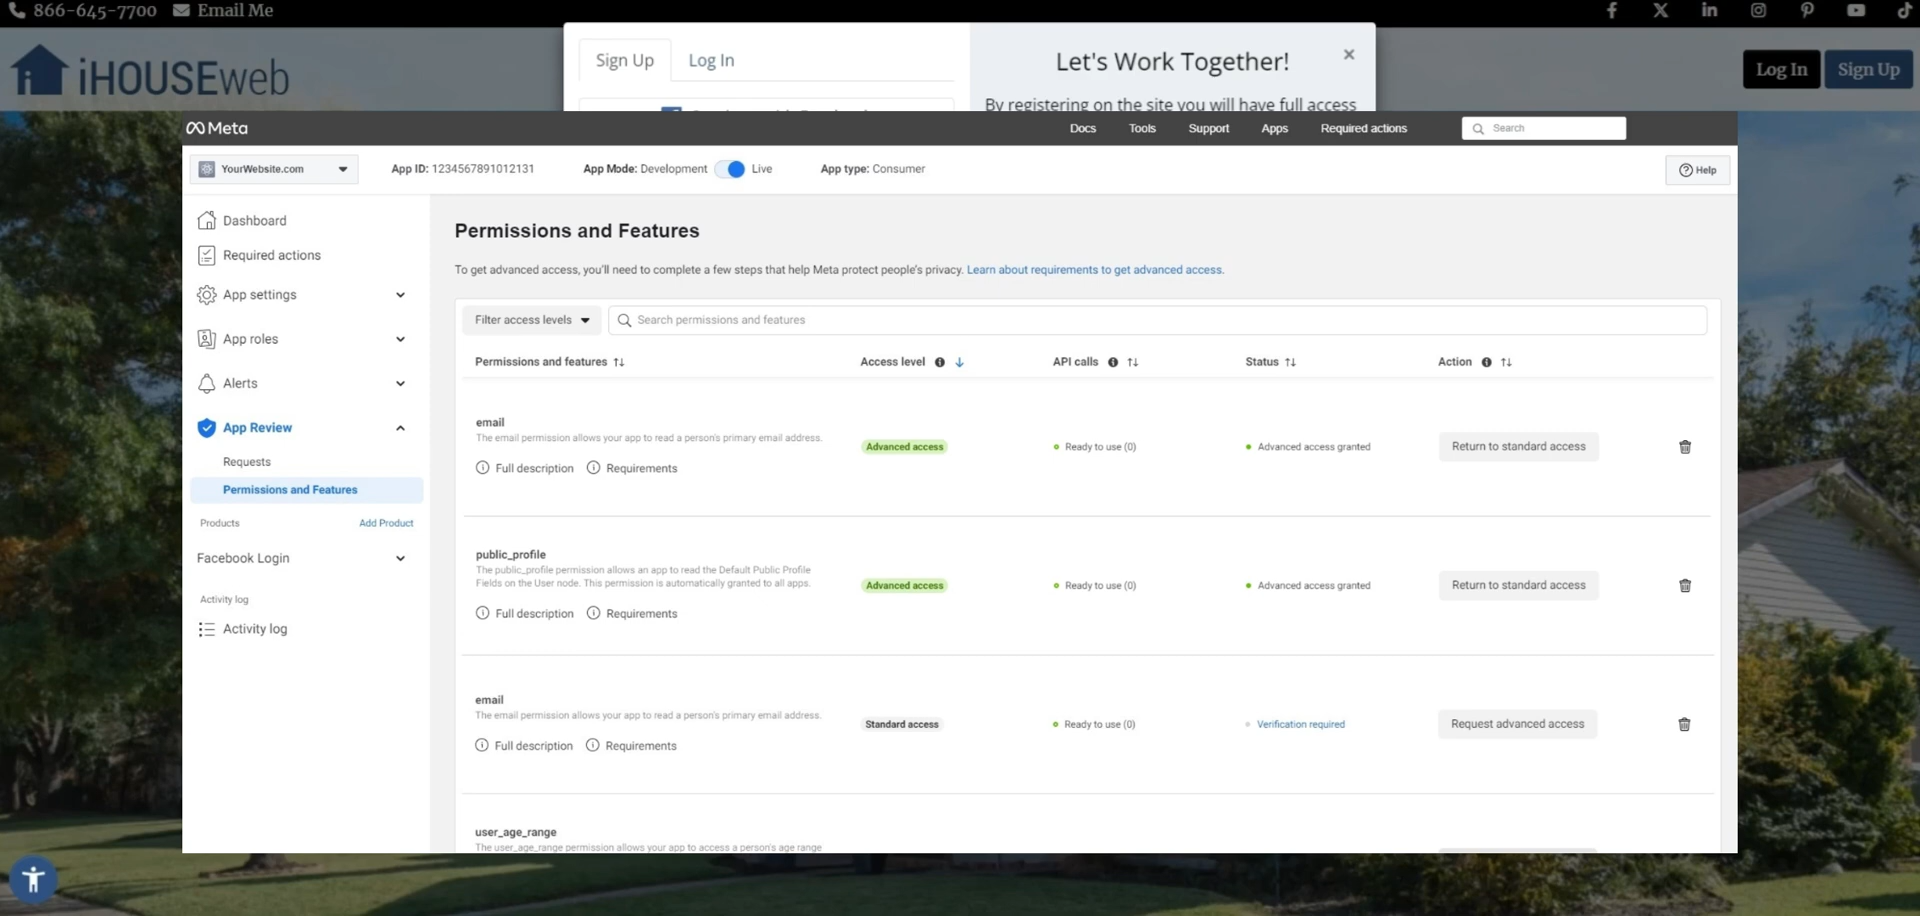 866-645-7700 Email Me
iHOUSEweb
Sign Up Log In
Let's Work Together!
By registering on the site you will have full access
Log In Sign Up
Meta
Docs Tools Support Apps Required actions Search
YourWebsite.com
App ID: 1234567891012131
App Mode: Development Live
App type: Consumer
Help
Dashboard
Required actions
App settings
App roles
Alerts
App Review
Requests
Permissions and Features
Products Add Product
Facebook Login
Activity log
Activity log
Permissions and Features
To get advanced access, you'll need to complete a few steps that help Meta protect people's privacy. Learn about requirements to get advanced access.
Filter access levels Search permissions and features
Permissions and features Access level API calls Status Action
email
The email permission allows your app to read a person's primary email address.
Full description Requirements
Advanced access Ready to use (0) Advanced access granted Return to standard access
public_profile
The public_profile permission allows an app to read the Default Public Profile
Fields on the User node. This permission is automatically granted to all apps.
Full description Requirements
Advanced access Ready to use (0) Advanced access granted Return to standard access
email
The email permission allows your app to read a person's primary email address.
Full description Requirements
Standard access Ready to use (0) Verification required Request advanced access
user_age_range
The user_age_range permission allows your app to access a person's age range